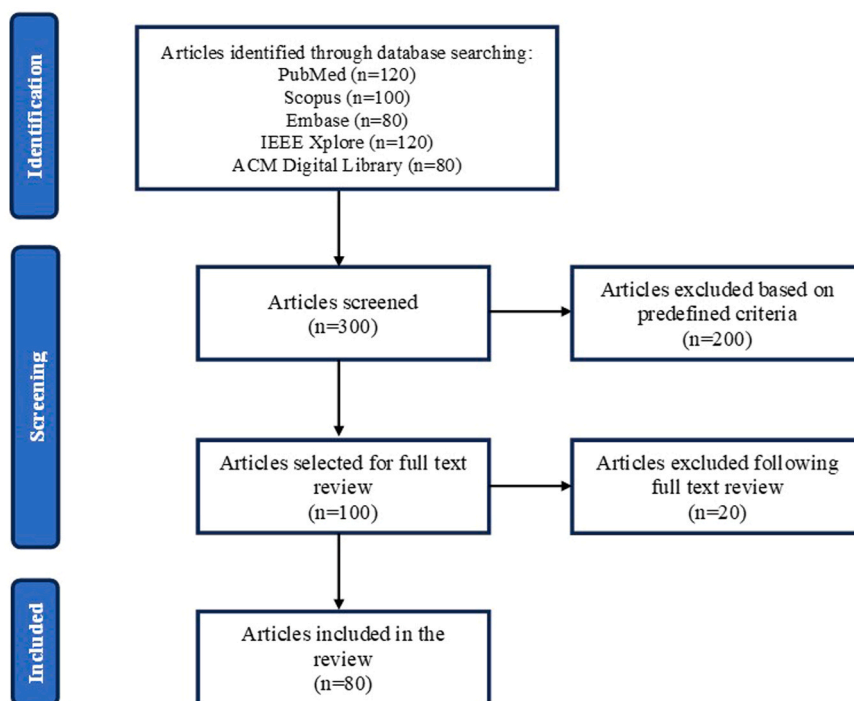 Identification
Articles identified through database searching:
PubMed (n=120)
Scopus (n=100)
Embase (n=80)
IEEE Xplore (n=120)
ACM Digital Library (n=80)
Screening
Articles screened
(n=300)
Articles excluded based on
predefined criteria
(n=200)
Articles selected for full text
review
(n=100)
Articles excluded following
full text review
(n=20)
Included
Articles included in the
review
(n=80)